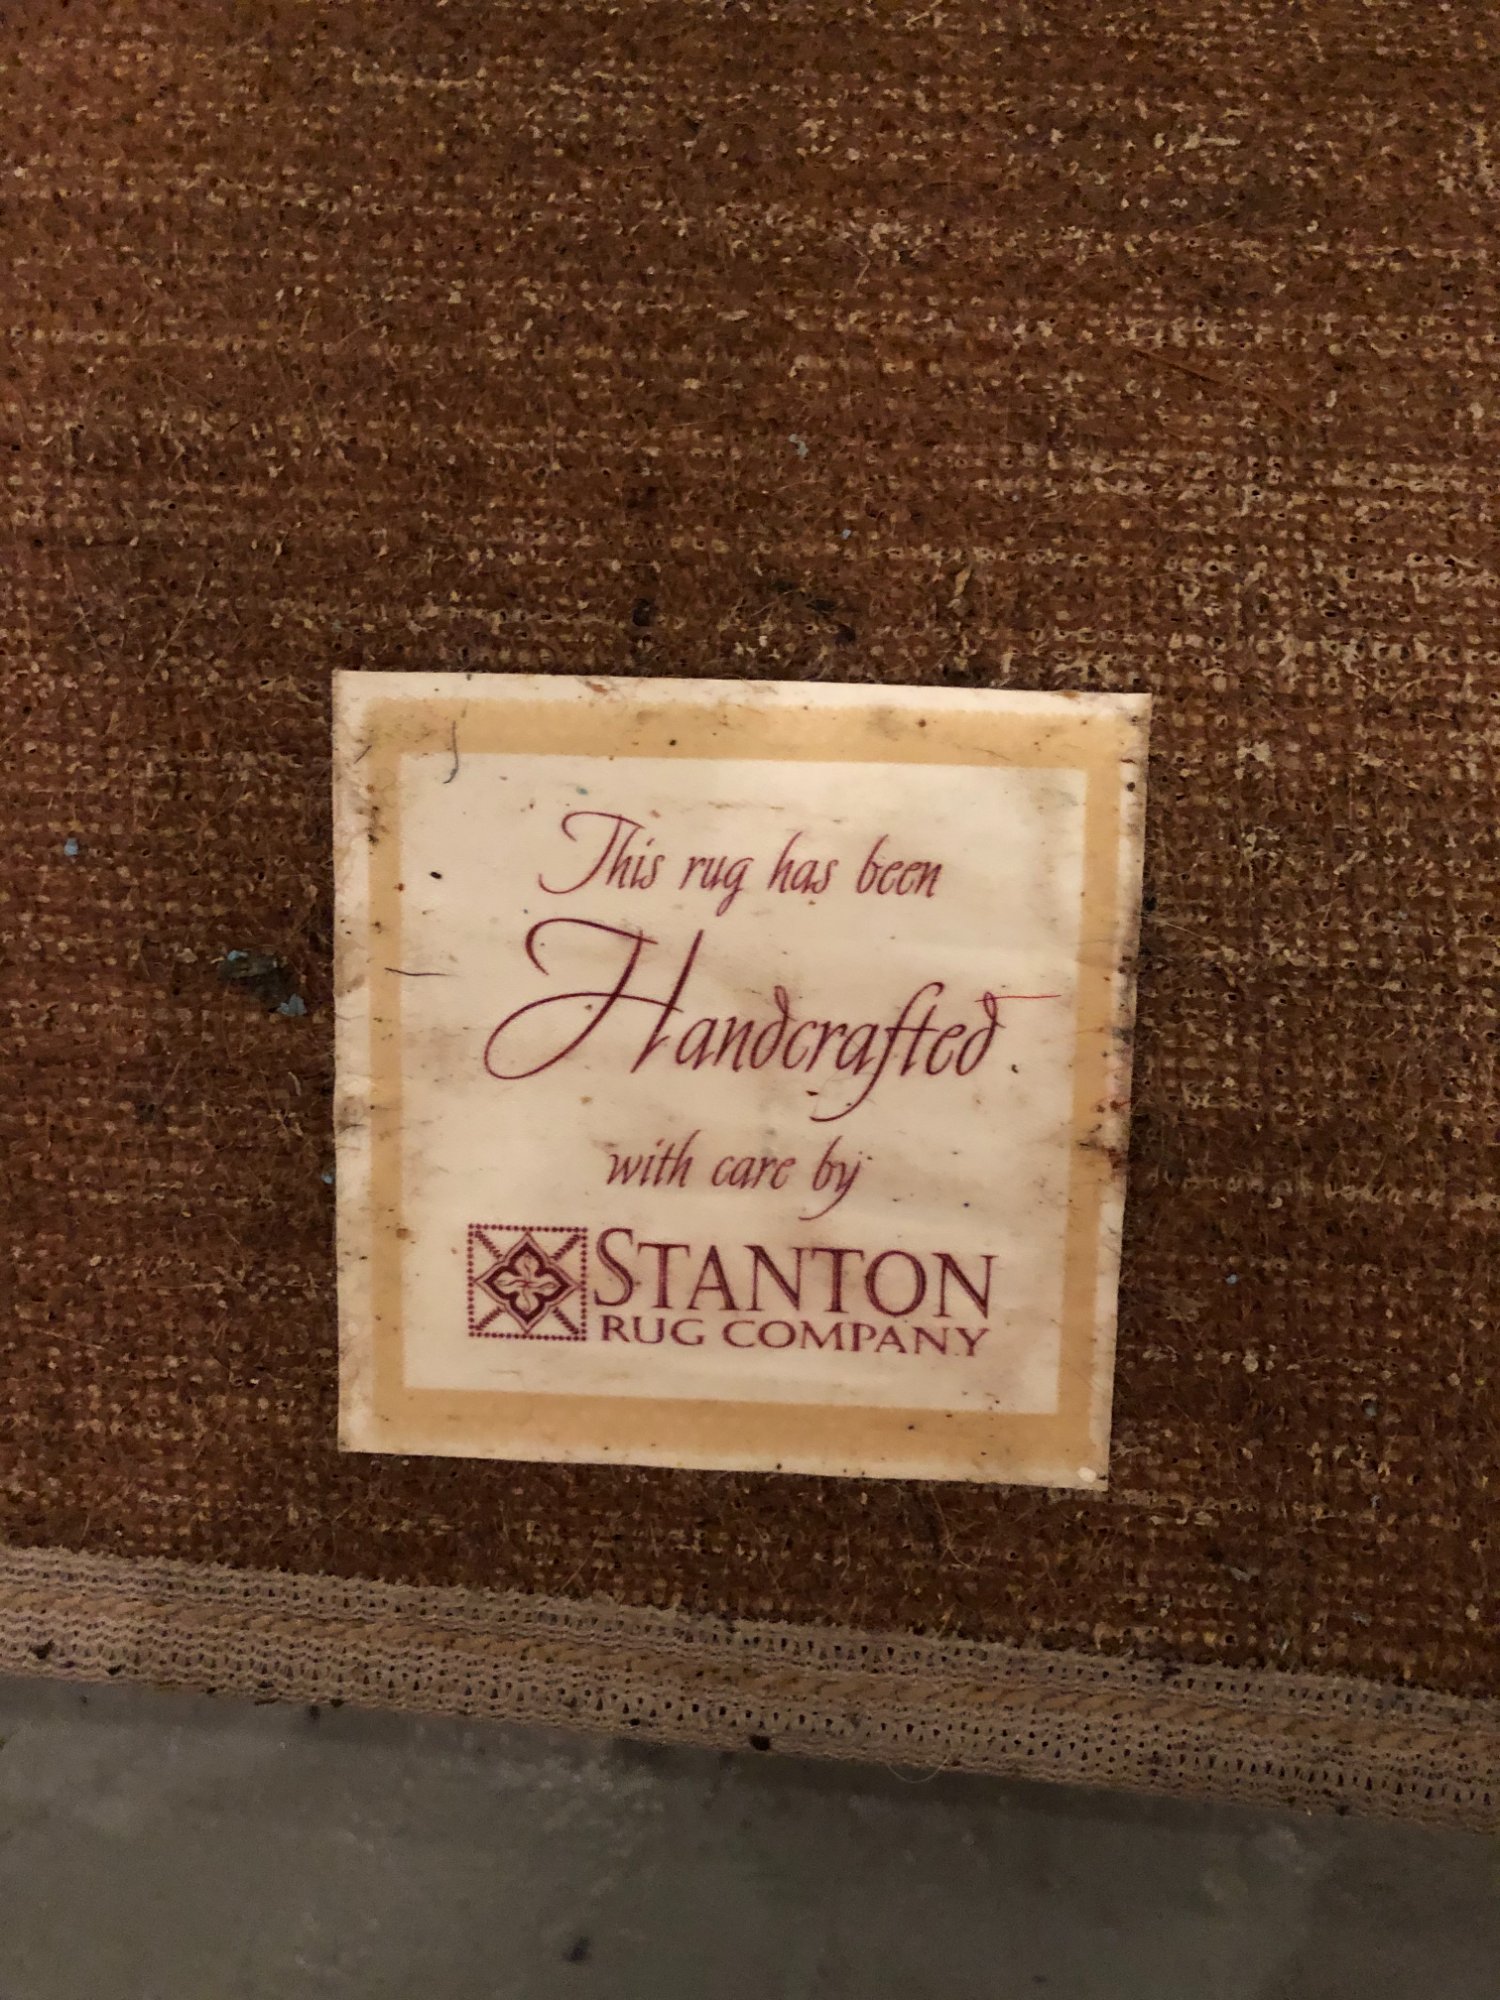 This rug has been
Handcrafted
with care by
STANTON
RUG COMPANY